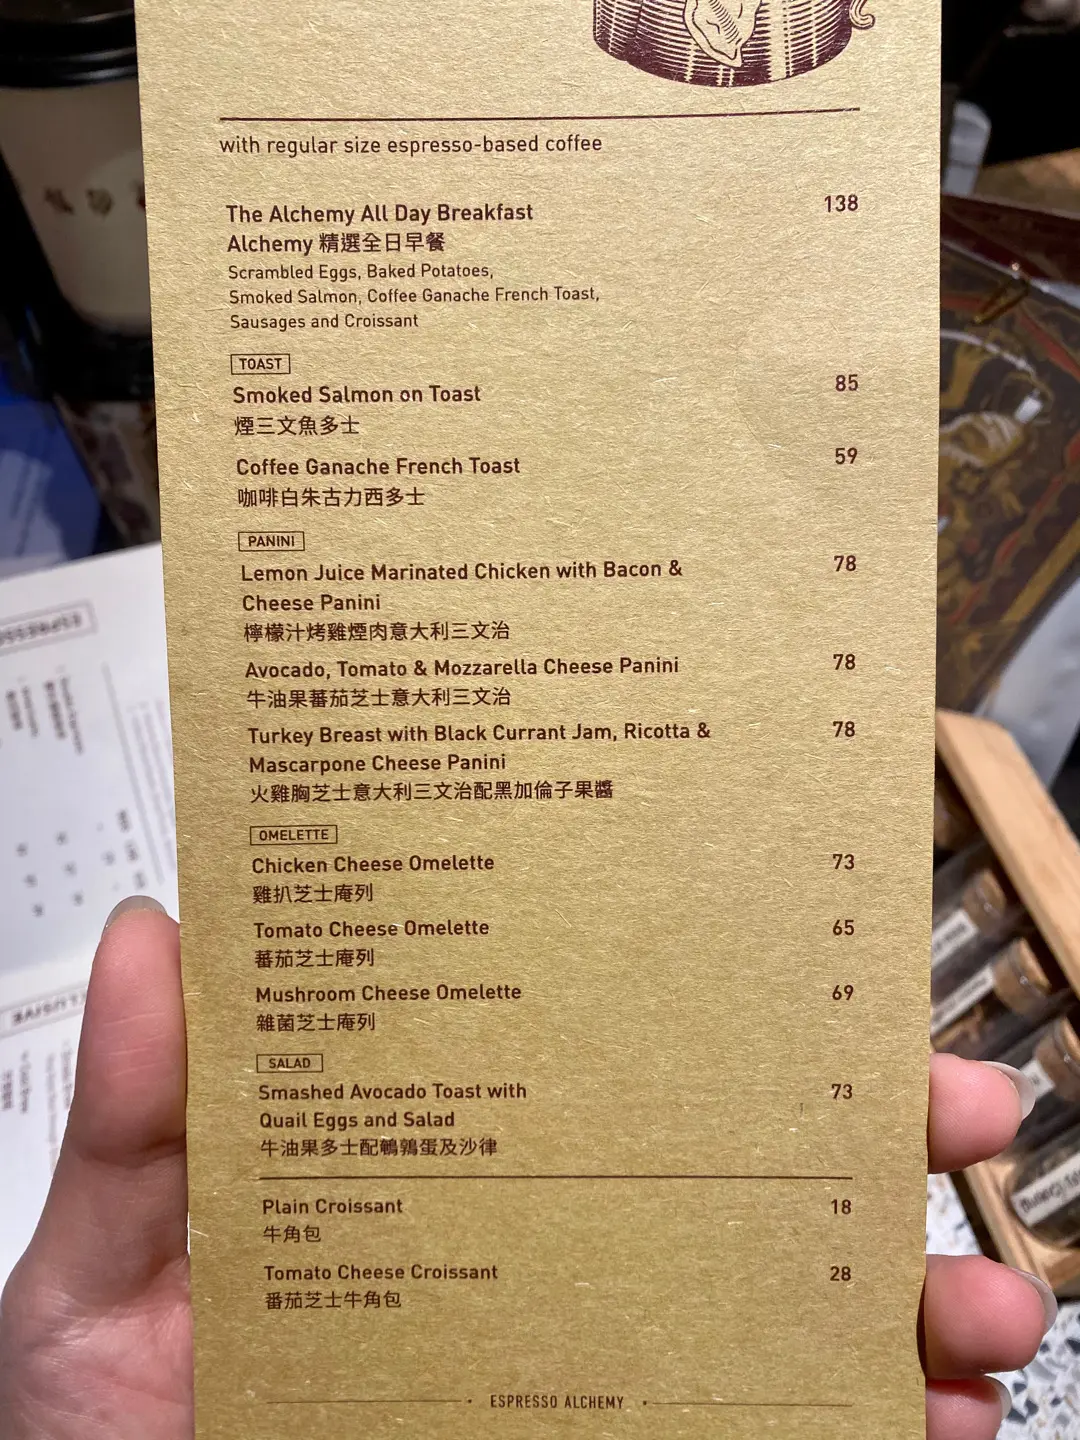 with regular size espresso-based coffee
The Alchemy All Day Breakfast 138
Alchemy 精選全日早餐
Scrambled Eggs, Baked Potatoes,
Smoked Salmon, Coffee Ganache French Toast,
Sausages and Croissant
TOAST
Smoked Salmon on Toast 85
煙三文魚多士
Coffee Ganache French Toast 59
咖啡白朱古力西多士
PANINI
Lemon Juice Marinated Chicken with Bacon & 78
Cheese Panini
檸檬汁烤雞煙肉意大利三文治
Avocado, Tomato & Mozzarella Cheese Panini 78
牛油果蕃茄芝士意大利三文治
Turkey Breast with Black Currant Jam, Ricotta & 78
Mascarpone Cheese Panini
火雞胸芝士意大利三文治配黑加倫子果醬
OMELETTE
Chicken Cheese Omelette 73
雞扒芝士庵列
Tomato Cheese Omelette 65
蕃茄芝士庵列
Mushroom Cheese Omelette 69
雜菌芝士庵列
SALAD
Smashed Avocado Toast with 73
Quail Eggs and Salad
牛油果多士配鵪鶉蛋及沙律
Plain Croissant 18
牛角包
Tomato Cheese Croissant 28
番茄芝士牛角包
ESPRESSO ALCHEMY